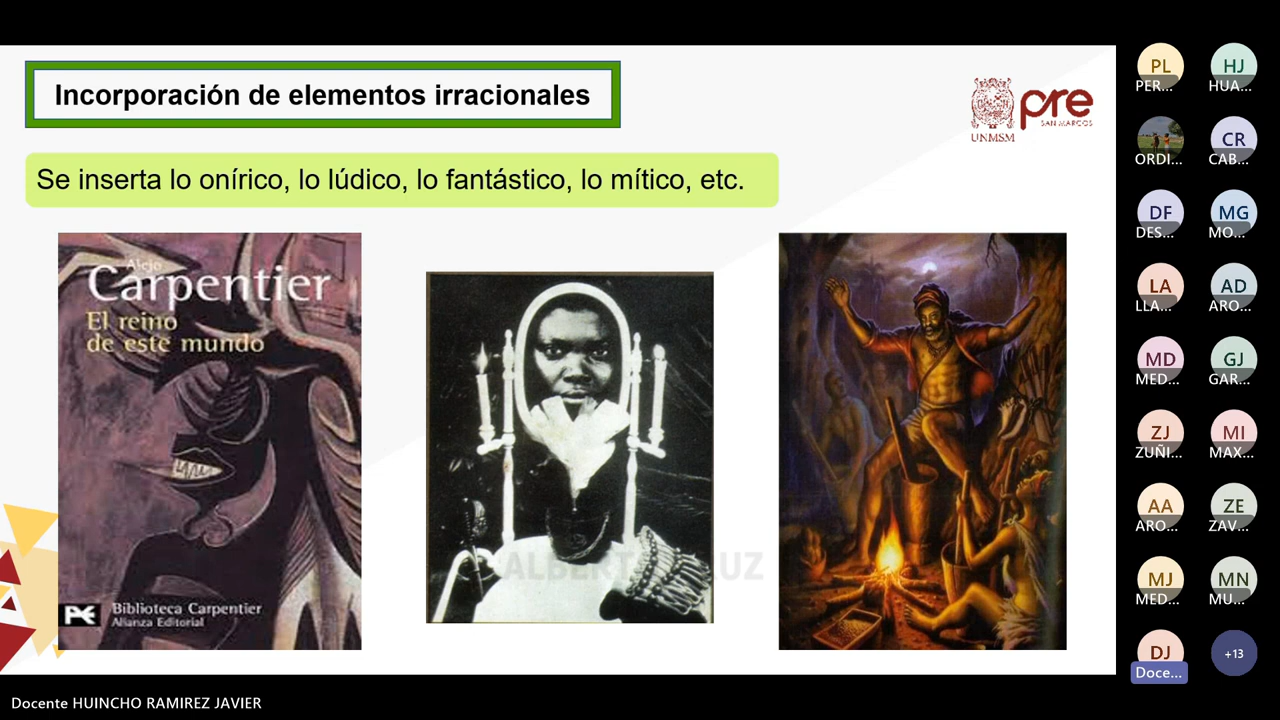 Incorporación de elementos irracionales
UNMSM
pre
SAN MARCOS
Se inserta lo onírico, lo lúdico, lo fantástico, lo mítico, etc.
Alejo
Carpentier
El reino
de este mundo
Biblioteca Carpentier
Alianza Editorial
PL
PER...
HJ
HUA...
ORDI...
CR
CAB...
DF
DES...
MG
MO...
LA
LLA...
AD
ARO...
MD
MED...
GJ
GAR...
ZJ
ZUÑI...
MI
MAX...
AA
ARO...
ZE
ZAV...
MJ
MED...
MN
MU...
DJ
Doce...
+13
Docente HUINCHO RAMIREZ JAVIER